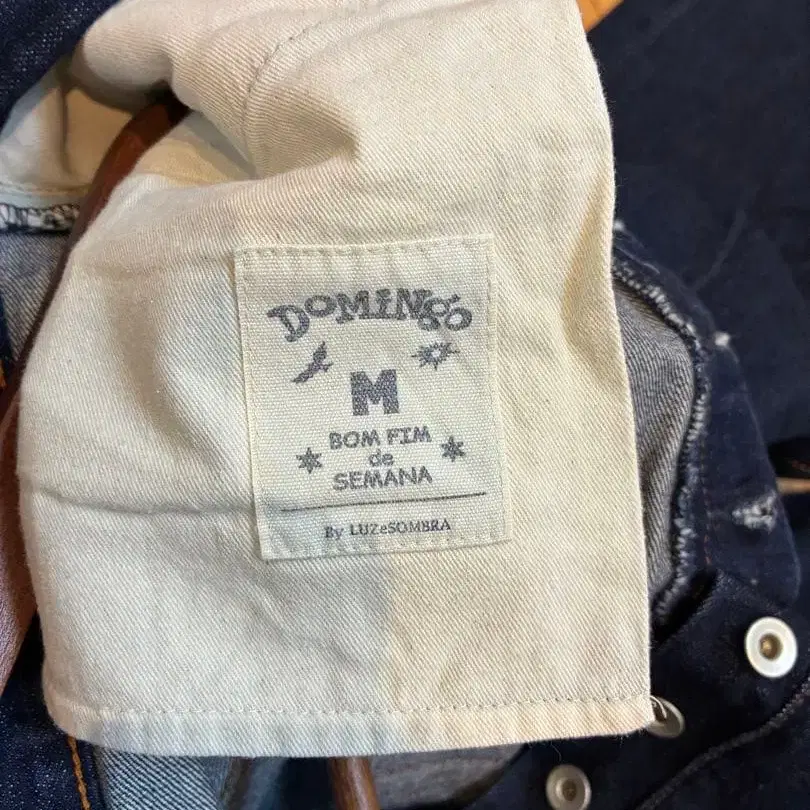 DOMINGO
M
BOM FIM
de
SEMANA
By LUZeSOMBRA